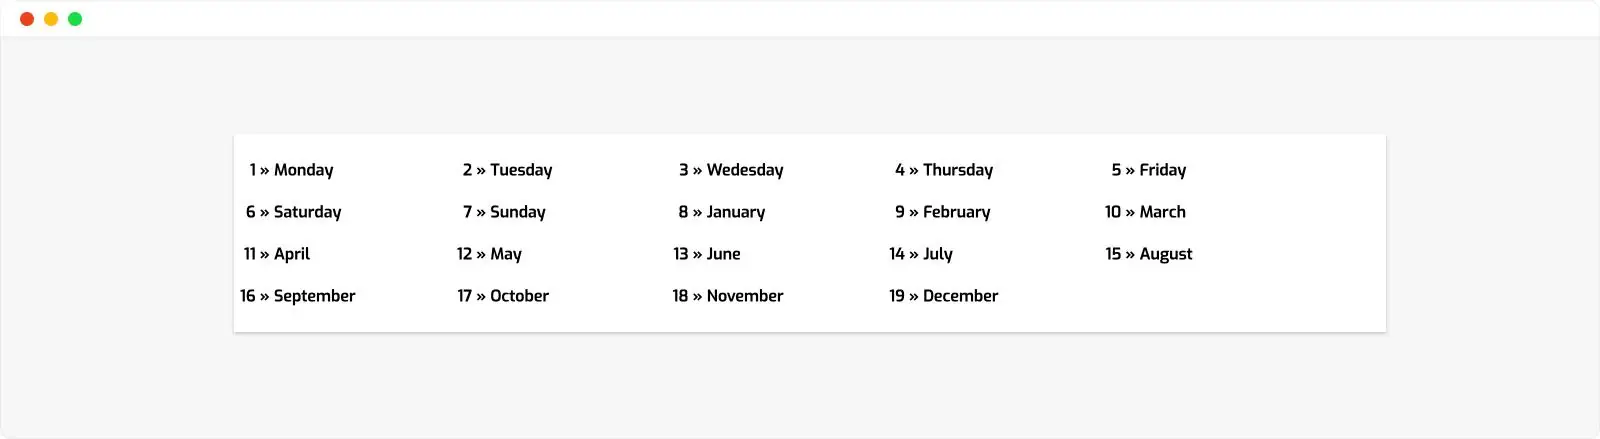 1 » Monday 2 » Tuesday 3 » Wedesday 4 » Thursday 5 » Friday
6 » Saturday 7 » Sunday 8 » January 9 » February 10 » March
11 » April 12 » May 13 » June 14 » July 15 » August
16 » September 17 » October 18 » November 19 » December